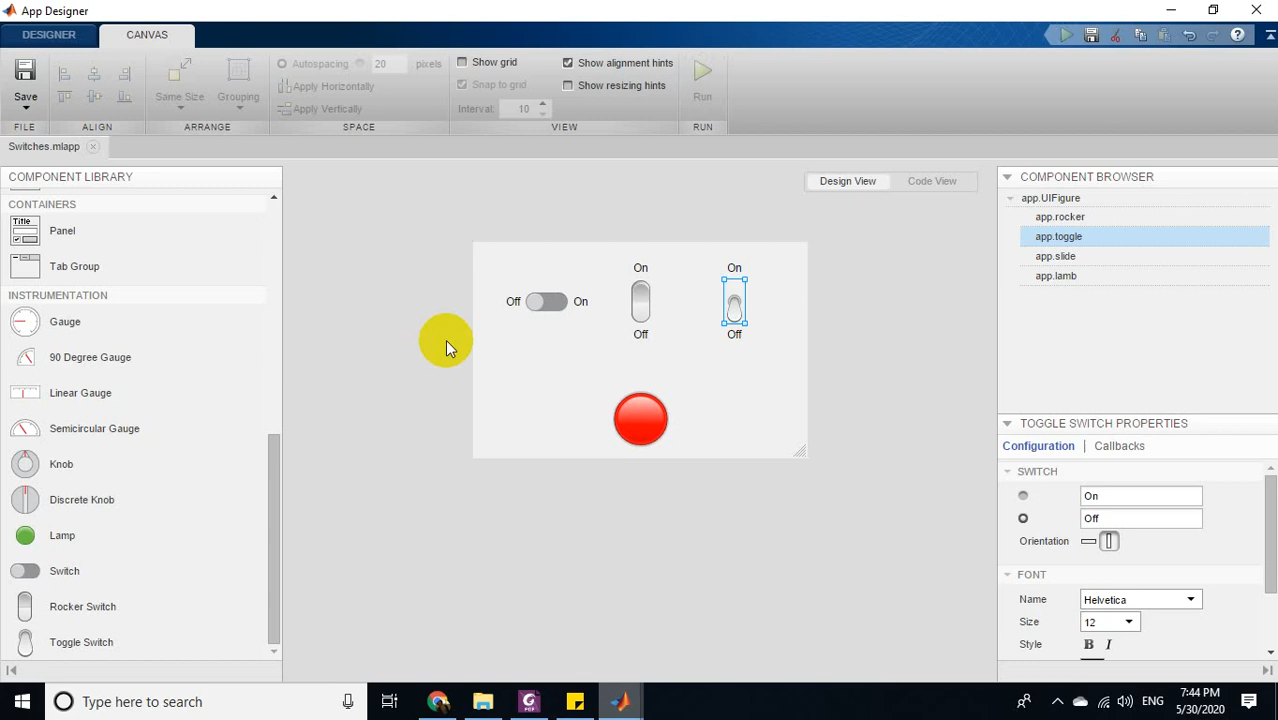 App Designer
DESIGNER
CANVAS
Save
Same Size
Grouping
Autospacing
20
pixels
Apply Horizontally
Apply Vertically
Show grid
Snap to grid
Interval:
10
Show alignment hints
Show resizing hints
Run
FILE
ALIGN
ARRANGE
SPACE
VIEW
RUN
Switches.mlapp
COMPONENT LIBRARY
CONTAINERS
Title
Panel
Tab Group
INSTRUMENTATION
Gauge
90 Degree Gauge
Linear Gauge
Semicircular Gauge
Knob
Discrete Knob
Lamp
Switch
Rocker Switch
Toggle Switch
Design View
Code View
On
On
Off
On
Off
Off
COMPONENT BROWSER
app.UIFigure
app.rocker
app.toggle
app.slide
app.lamb
TOGGLE SWITCH PROPERTIES
Configuration | Callbacks
SWITCH
On
Off
Orientation
FONT
Name
Helvetica
Size
12
Style
B
I
Type here to search
ENG
7:44 PM
5/30/2020